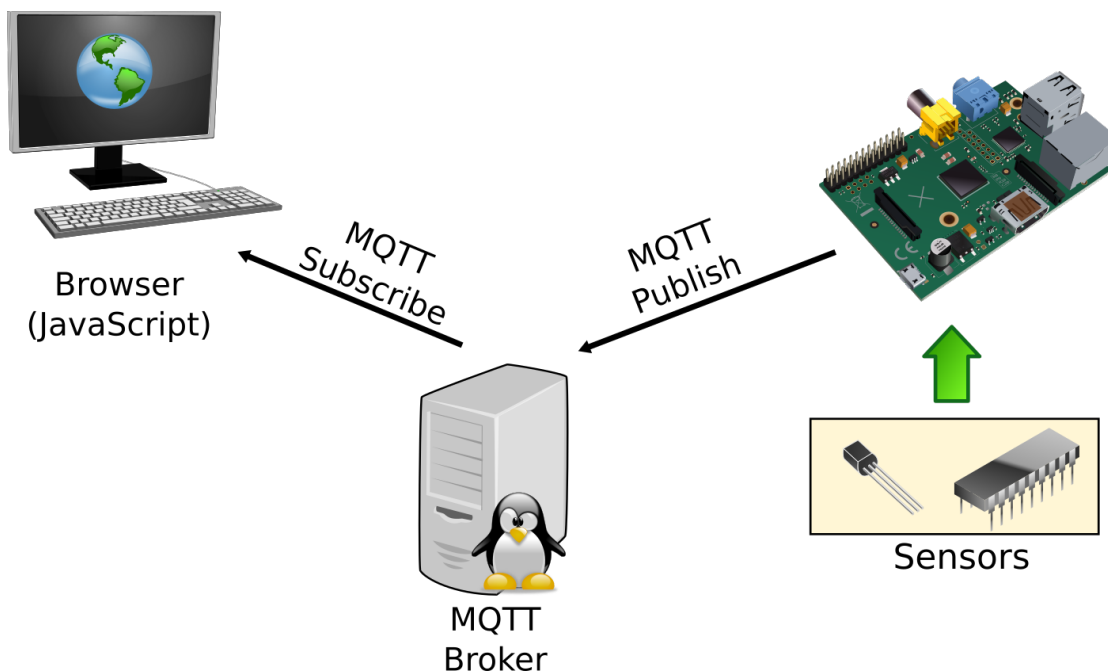 MQTT
Subscribe
MQTT
Publish
Browser
(JavaScript)
Sensors
MQTT
Broker